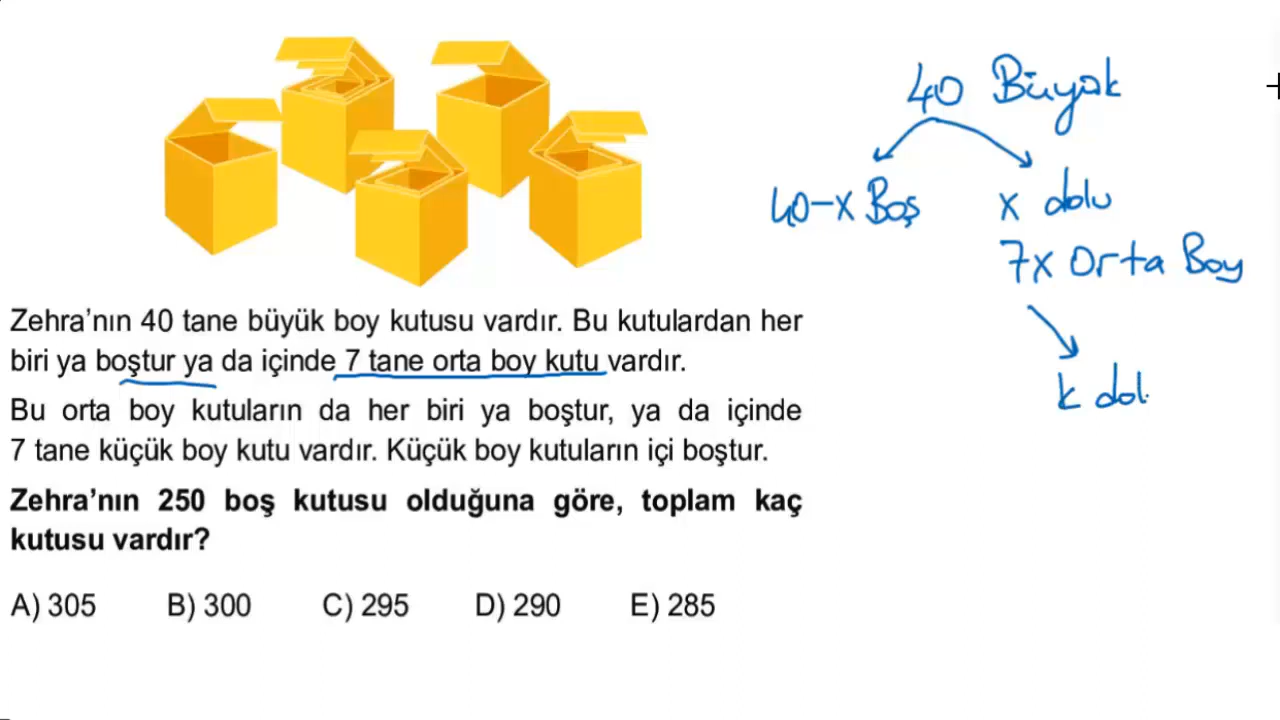 40 Büyük
40-x Boş
x dolu
7x Orta Boy
k dol
Zehra'nın 40 tane büyük boy kutusu vardır. Bu kutulardan her
biri ya boştur ya da içinde 7 tane orta boy kutu vardır.
Bu orta boy kutuların da her biri ya boştur, ya da içinde
7 tane küçük boy kutu vardır. Küçük boy kutuların içi boştur.
Zehra'nın 250 boş kutusu olduğuna göre, toplam kaç
kutusu vardır?
A) 305 B) 300 C) 295 D) 290 E) 285